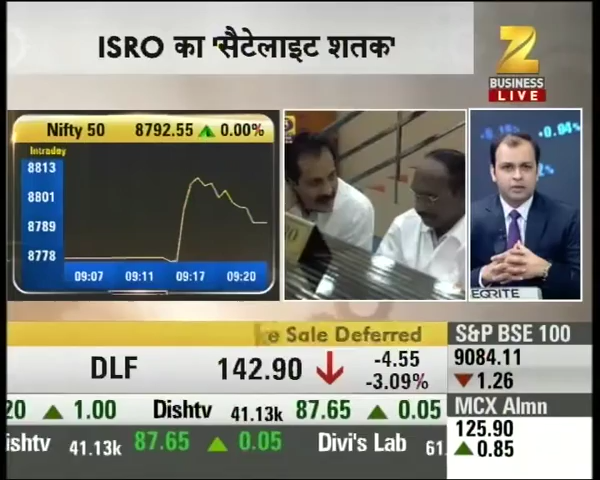 ISRO का 'सैटेलाइट शतक'
Z
BUSINESS
LIVE
Nifty 50 8792.55 0.00%
Intraday
8813
8801
8789
8778
09:07 09:11 09:17 09:20
EQRITE
Sale Deferred
DLF 142.90 -4.55
-3.09%
S&P BSE 100
9084.11
1.26
MCX Almn
125.90
0.85
20 1.00 Dishtv 41.13k 87.65 0.05
ishtv 41.13k 87.65 0.05 Divi's Lab 61.